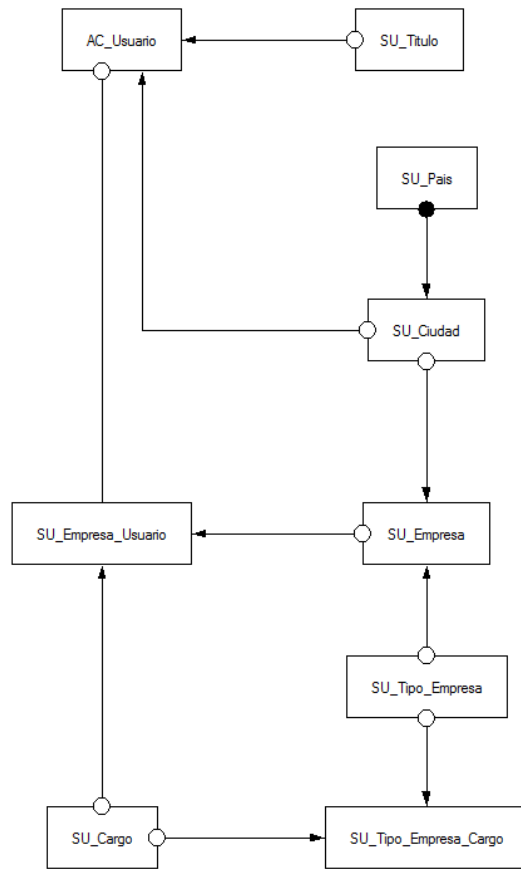 AC_Usuario
SU_Titulo
SU_Pais
SU_Ciudad
SU_Empresa_Usuario
SU_Empresa
SU_Tipo_Empresa
SU_Cargo
SU_Tipo_Empresa_Cargo